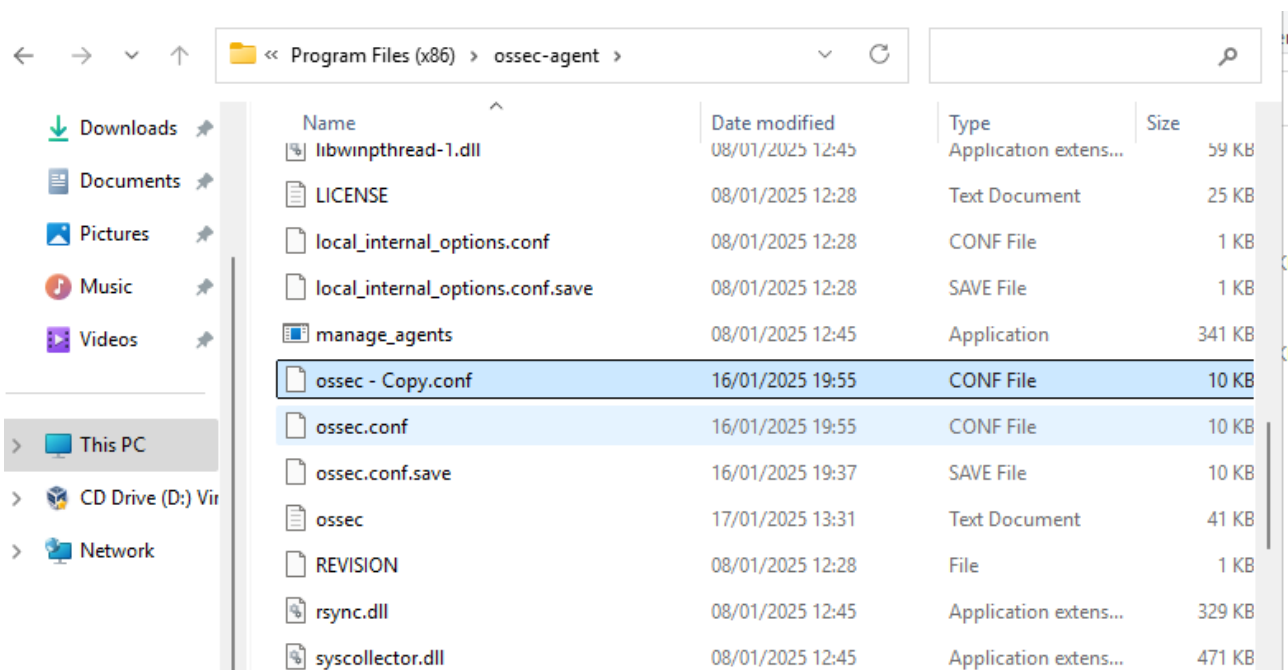 « Program Files (x86) > ossec-agent >
Downloads
Documents
Pictures
Music
Videos
This PC
CD Drive (D:) Vir
Network
Name Date modified Type Size
libwinpthread-1.dll 08/01/2025 12:45 Application extens... 59 KB
LICENSE 08/01/2025 12:28 Text Document 25 KB
local_internal_options.conf 08/01/2025 12:28 CONF File 1 KB
local_internal_options.conf.save 08/01/2025 12:28 SAVE File 1 KB
manage_agents 08/01/2025 12:45 Application 341 KB
ossec - Copy.conf 16/01/2025 19:55 CONF File 10 KB
ossec.conf 16/01/2025 19:55 CONF File 10 KB
ossec.conf.save 16/01/2025 19:37 SAVE File 10 KB
ossec 17/01/2025 13:31 Text Document 41 KB
REVISION 08/01/2025 12:28 File 1 KB
rsync.dll 08/01/2025 12:45 Application extens... 329 KB
syscollector.dll 08/01/2025 12:45 Application extens... 471 KB